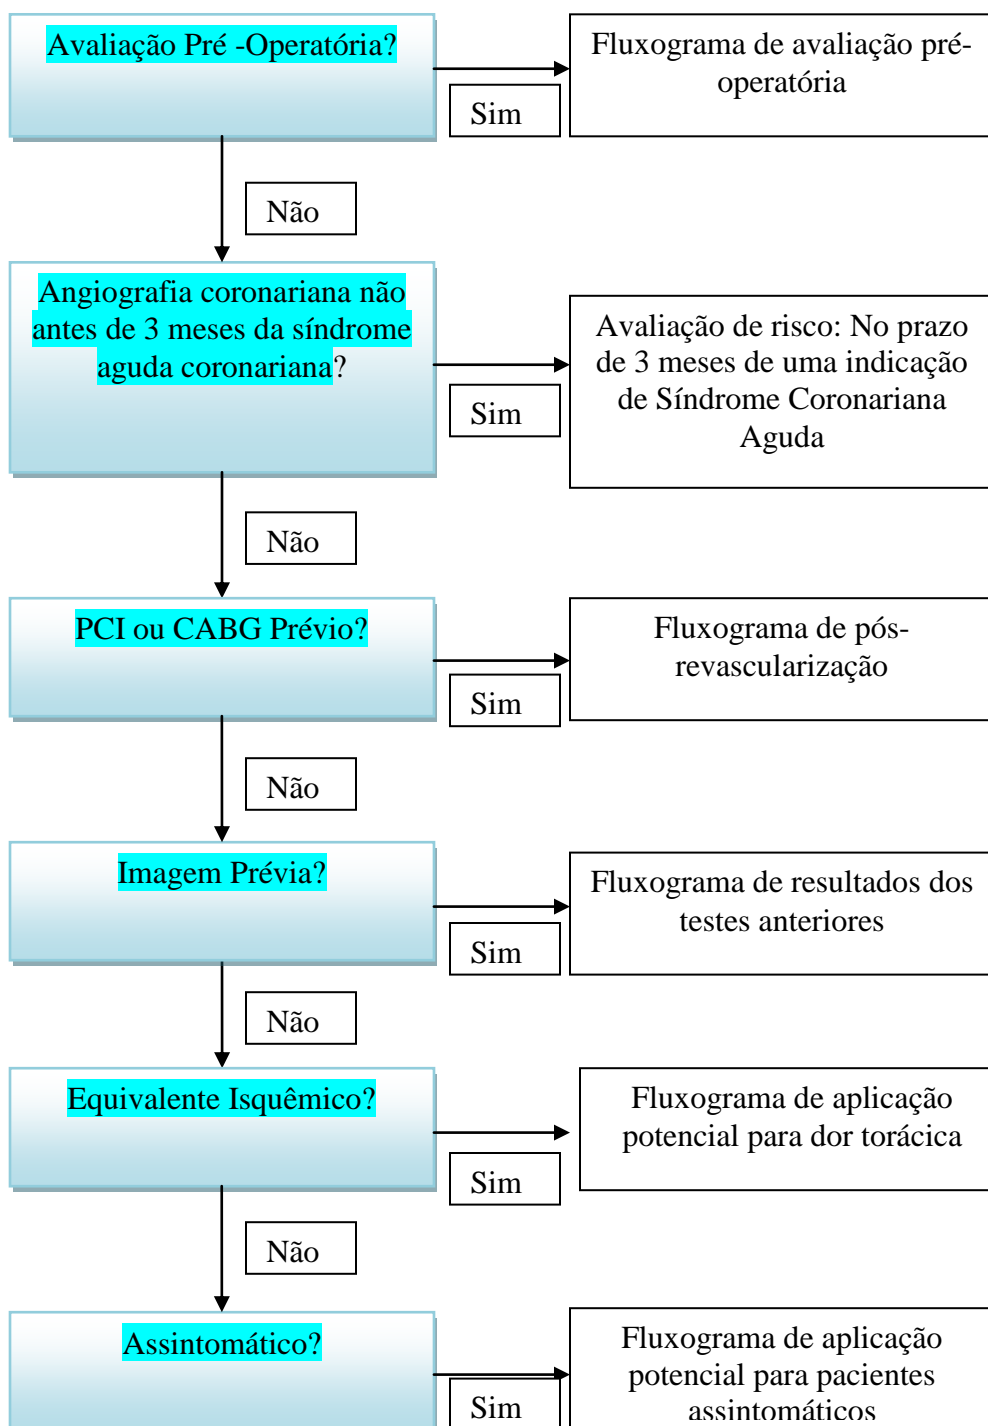 Avaliação Pré -Operatória?
Fluxograma de avaliação pré-
operatória
Sim
Não
Angiografia coronariana não
antes de 3 meses da síndrome
aguda coronariana?
Avaliação de risco: No prazo
de 3 meses de uma indicação
de Síndrome Coronariana
Aguda
Sim
Não
PCI ou CABG Prévio?
Fluxograma de pós-
revascularização
Sim
Não
Imagem Prévia?
Fluxograma de resultados dos
testes anteriores
Sim
Não
Equivalente Isquêmico?
Fluxograma de aplicação
potencial para dor torácica
Sim
Não
Assintomático?
Fluxograma de aplicação
potencial para pacientes
assintomáticos
Sim